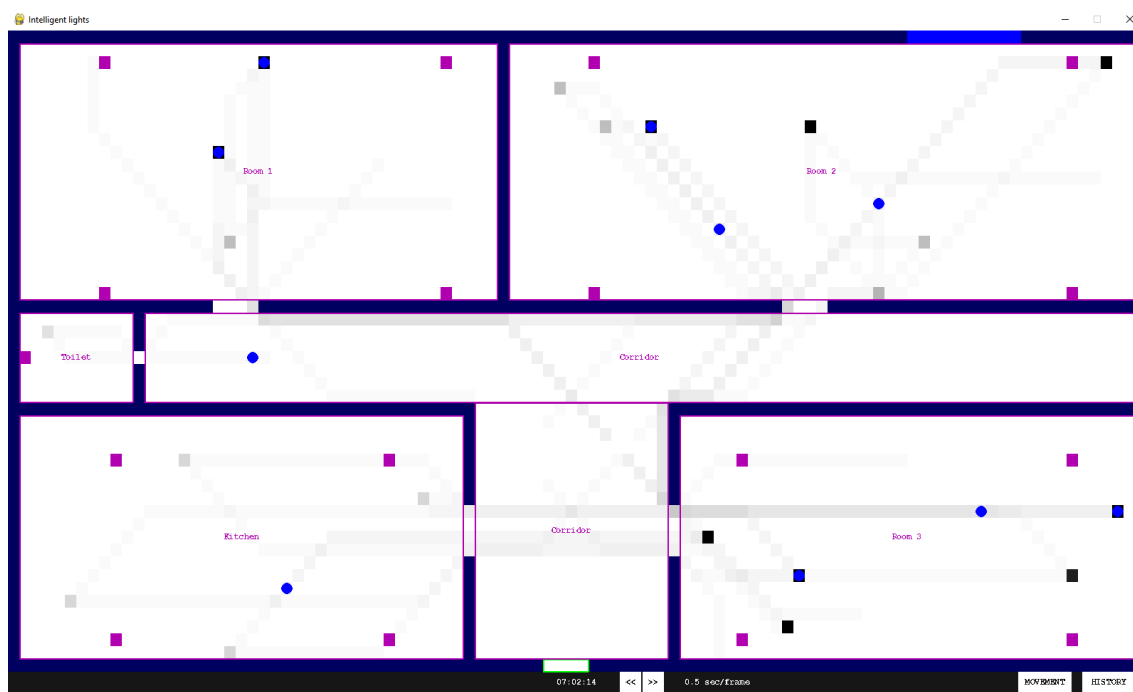 Intelligent lights
Room 1
Room 2
Toilet
Corridor
Kitchen
Corridor
Room 3
07:02:14
<<
>>
0.5 sec/frame
MOVEMENT
HISTORY